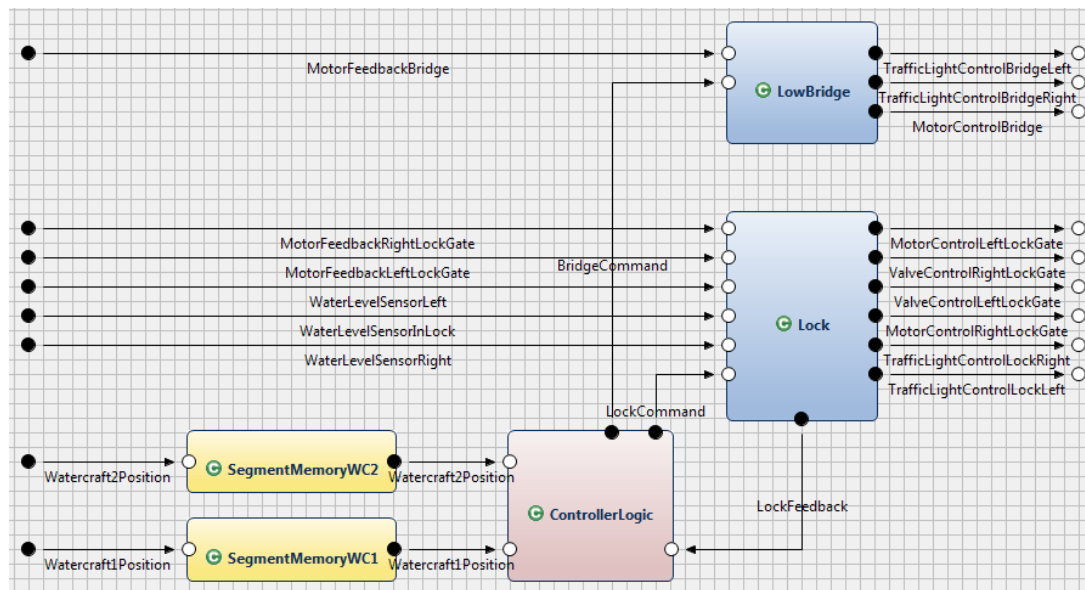 MotorFeedbackBridge
LowBridge
TrafficLightControlBridgeLeft
TrafficLightControlBridgeRight
MotorControlBridge
MotorFeedbackRightLockGate
MotorFeedbackLeftLockGate
WaterLevelSensorLeft
WaterLevelSensorInLock
WaterLevelSensorRight
BridgeCommand
Lock
MotorControlLeftLockGate
ValveControlRightLockGate
ValveControlLeftLockGate
MotorControlRightLockGate
TrafficLightControlLockRight
TrafficLightControlLockLeft
LockCommand
Watercraft2Position
C SegmentMemoryWC2
Watercraft2Position
C ControllerLogic
LockFeedback
Watercraft1Position
C SegmentMemoryWC1
Watercraft1Position